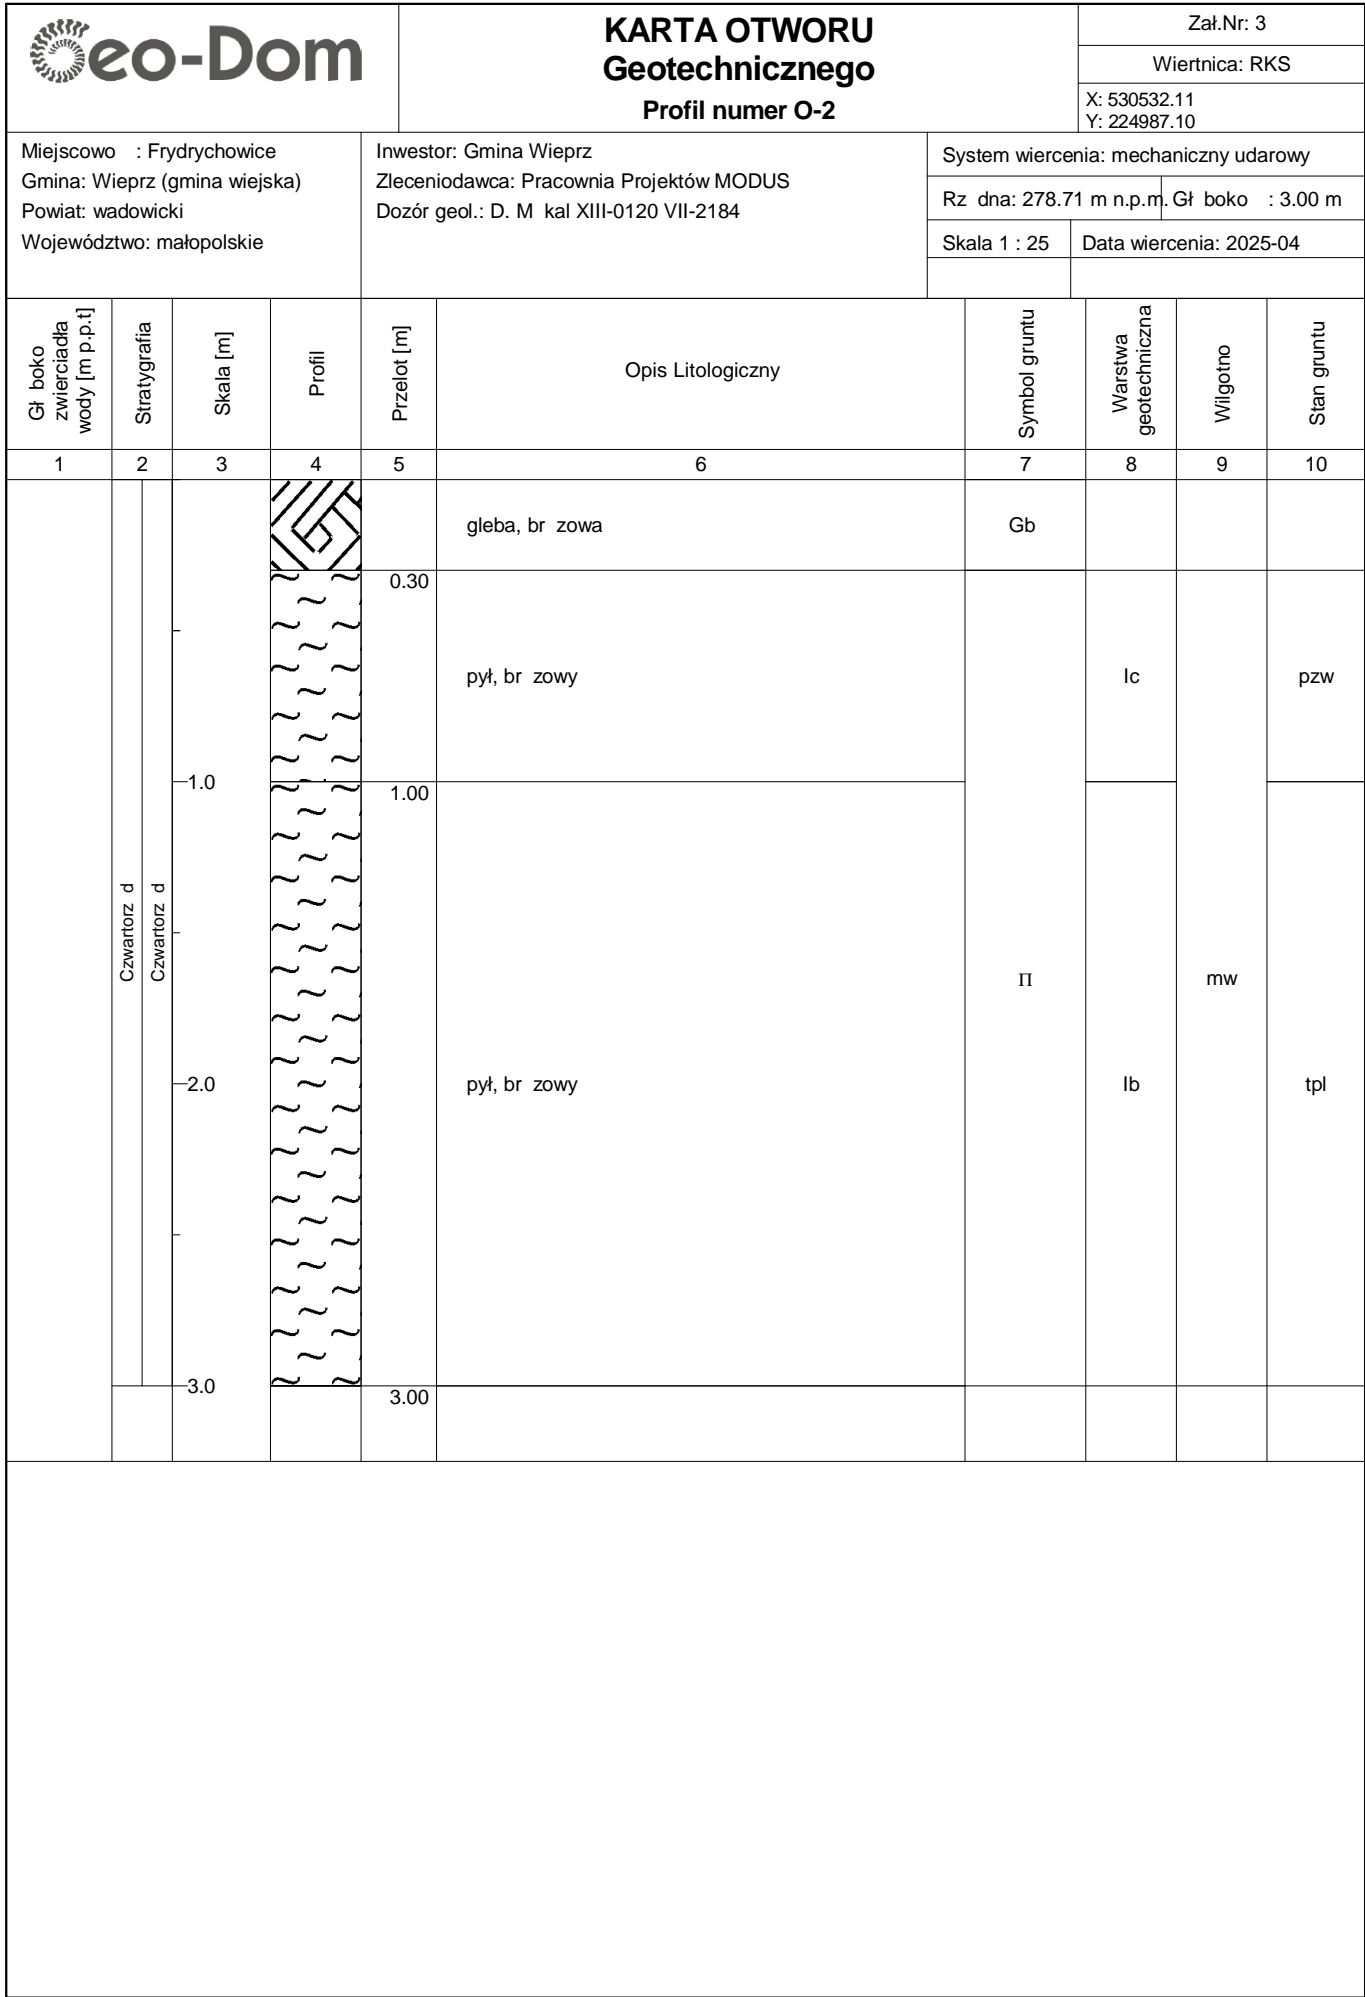 Geo-Dom
KARTA OTWORU
Geotechnicznego
Profil numer O-2
Zał.Nr: 3
Wiertnica: RKS
X: 530532.11
Y: 224987.10
Miejscowo : Frydrychowice
Gmina: Wieprz (gmina wiejska)
Powiat: wadowicki
Województwo: małopolskie
Inwestor: Gmina Wieprz
Zleceniodawca: Pracownia Projektów MODUS
Dozór geol.: D. M kal XIII-0120 VII-2184
System wiercenia: mechaniczny udarowy
Rz dna: 278.71 m n.p.m. Gł boko : 3.00 m
Skala 1 : 25 Data wiercenia: 2025-04
Gł boko
zwierciadła
wody [m p.p.t]
Stratygrafia
Skala [m]
Profil
Przelot [m]
Opis Litologiczny
Symbol gruntu
Warstwa
geotechniczna
Wilgotno
Stan gruntu
1 2 3 4 5 6 7 8 9 10
gleba, br zowa Gb
0.30
pył, br zowy Ic pzw
1.0 1.00
Czwartorz d
Czwartorz d
Π mw
2.0 pył, br zowy Ib tpl
3.0 3.00